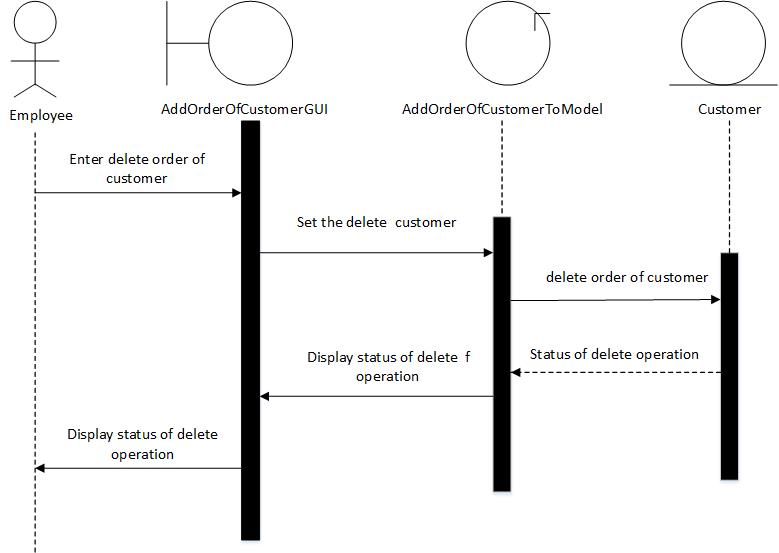 Employee
AddOrderOfCustomerGUI
AddOrderOfCustomerToModel
Customer
Enter delete order of
customer
Set the delete  customer
delete order of customer
Status of delete operation
Display status of delete  f
operation
Display status of delete
operation